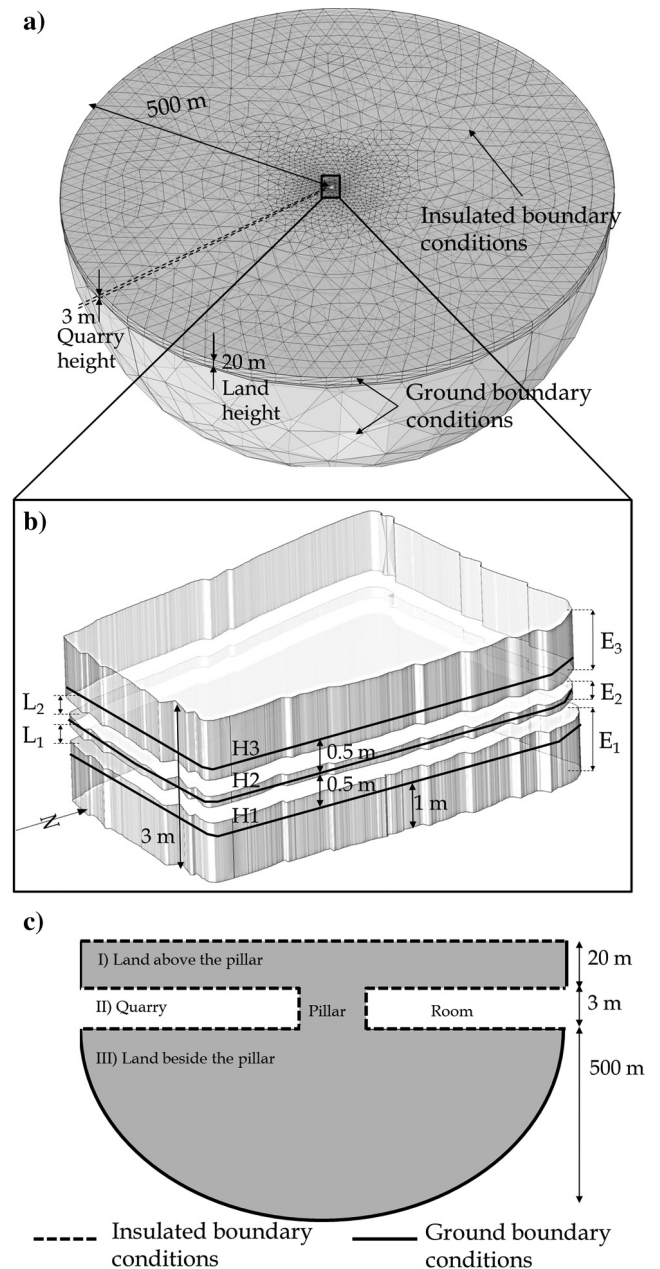 a)
500 m
Insulated boundary
conditions
3 m
Quarry
height
20 m
Land
height
Ground boundary
conditions
b)
E3
L2
E2
L1
E1
H3
0.5 m
H2
0.5 m
H1
1 m
N
3 m
c)
I) Land above the pillar
20 m
II) Quarry
Pillar
Room
3 m
III) Land beside the pillar
500 m
Insulated boundary
conditions
Ground boundary
conditions